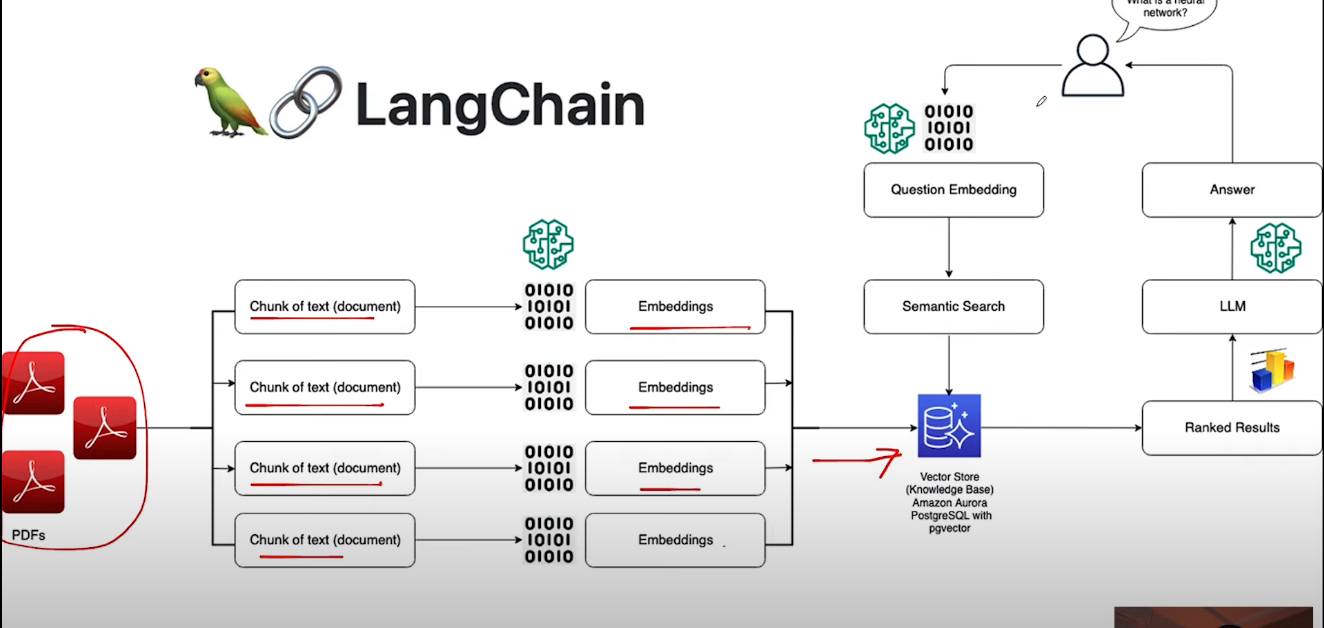 What is a neural
network?
LangChain
01010
10101
01010
Question Embedding
Answer
Chunk of text (document)
01010
10101
01010
Embeddings
Semantic Search
LLM
Chunk of text (document)
01010
10101
01010
Embeddings
Ranked Results
Chunk of text (document)
01010
10101
01010
Embeddings
Vector Store
(Knowledge Base)
Amazon Aurora
PostgreSQL with
pgvector
PDFs
Chunk of text (document)
01010
10101
01010
Embeddings